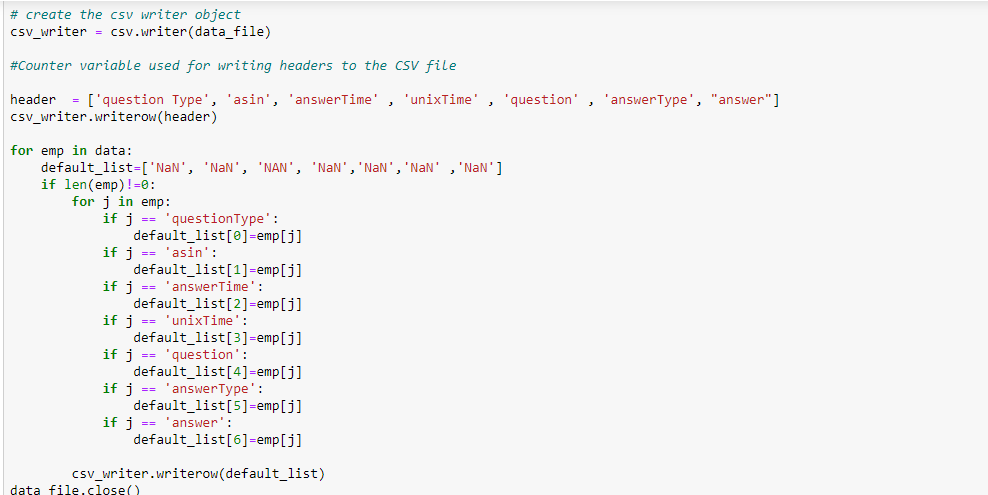 # create the csv writer object
csv_writer = csv.writer(data_file)
#Counter variable used for writing headers to the CSV file
header  = ['question Type', 'asin', 'answerTime' , 'unixTime' , 'question' , 'answerType', "answer"]
csv_writer.writerow(header)
for emp in data:
    default_list=['NaN', 'NaN', 'NAN', 'NaN','NaN','NaN' ,'NaN']
    if len(emp)!=0:
        for j in emp:
            if j == 'questionType':
                default_list[0]=emp[j]
            if j == 'asin':
                default_list[1]=emp[j]
            if j == 'answerTime':
                default_list[2]=emp[j]
            if j == 'unixTime':
                default_list[3]=emp[j]
            if j == 'question':
                default_list[4]=emp[j]
            if j == 'answerType':
                default_list[5]=emp[j]
            if j == 'answer':
                default_list[6]=emp[j]
        csv_writer.writerow(default_list)
data_file.close()